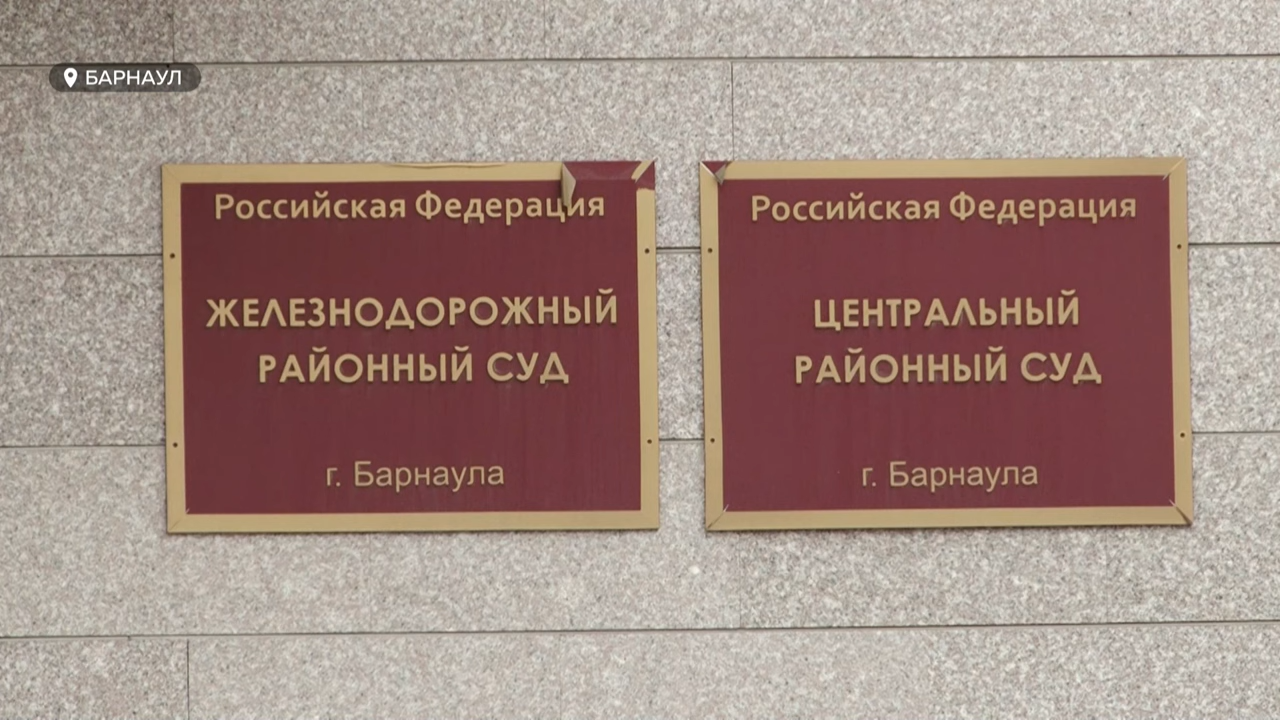 БАРНАУЛ
Российская Федерация
ЖЕЛЕЗНОДОРОЖНЫЙ
РАЙОННЫЙ СУД
г. Барнаула
Российская Федерация
ЦЕНТРАЛЬНЫЙ
РАЙОННЫЙ СУД
г. Барнаула